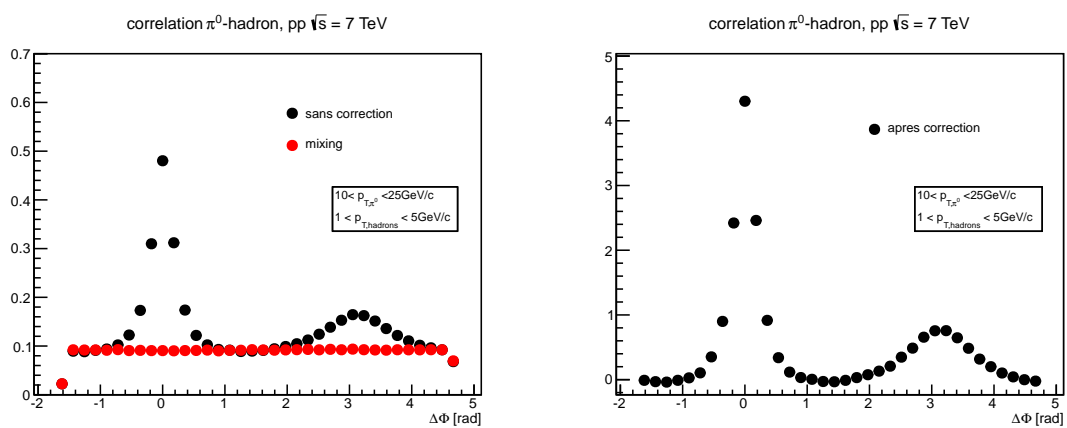 correlation π⁰-hadron, pp √s = 7 TeV
0.7
0.6
0.5
0.4
0.3
0.2
0.1
0
-2 -1 0 1 2 3 4 5
ΔΦ [rad]
sans correction
mixing
10< p_T,π⁰ <25GeV/c
1 < p_T,hadrons < 5GeV/c
correlation π⁰-hadron, pp √s = 7 TeV
5
4
3
2
1
0
-2 -1 0 1 2 3 4 5
ΔΦ [rad]
apres correction
10< p_T,π⁰ <25GeV/c
1 < p_T,hadrons < 5GeV/c